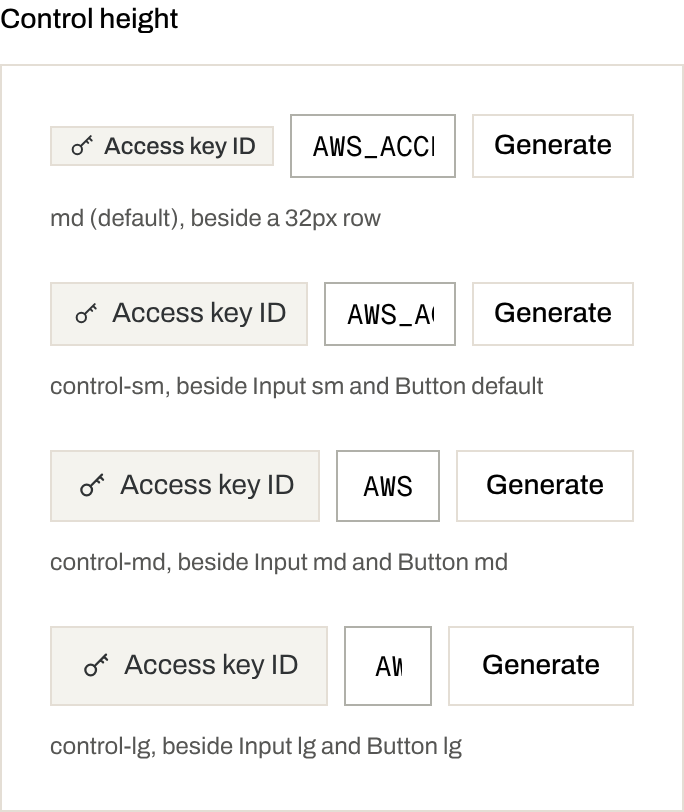 Control height
Access key ID AWS_ACC Generate
md (default), beside a 32px row
Access key ID AWS_A Generate
control-sm, beside Input sm and Button default
Access key ID AWS Generate
control-md, beside Input md and Button md
Access key ID AW Generate
control-lg, beside Input lg and Button lg